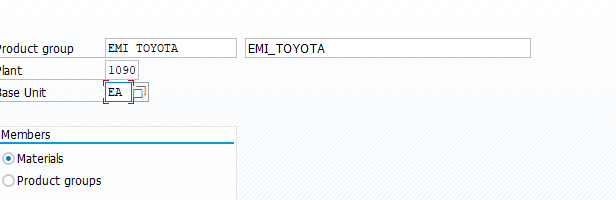 Product group EMI TOYOTA EMI_TOYOTA
Plant 1090
Base Unit EA
Members
Materials
Product groups